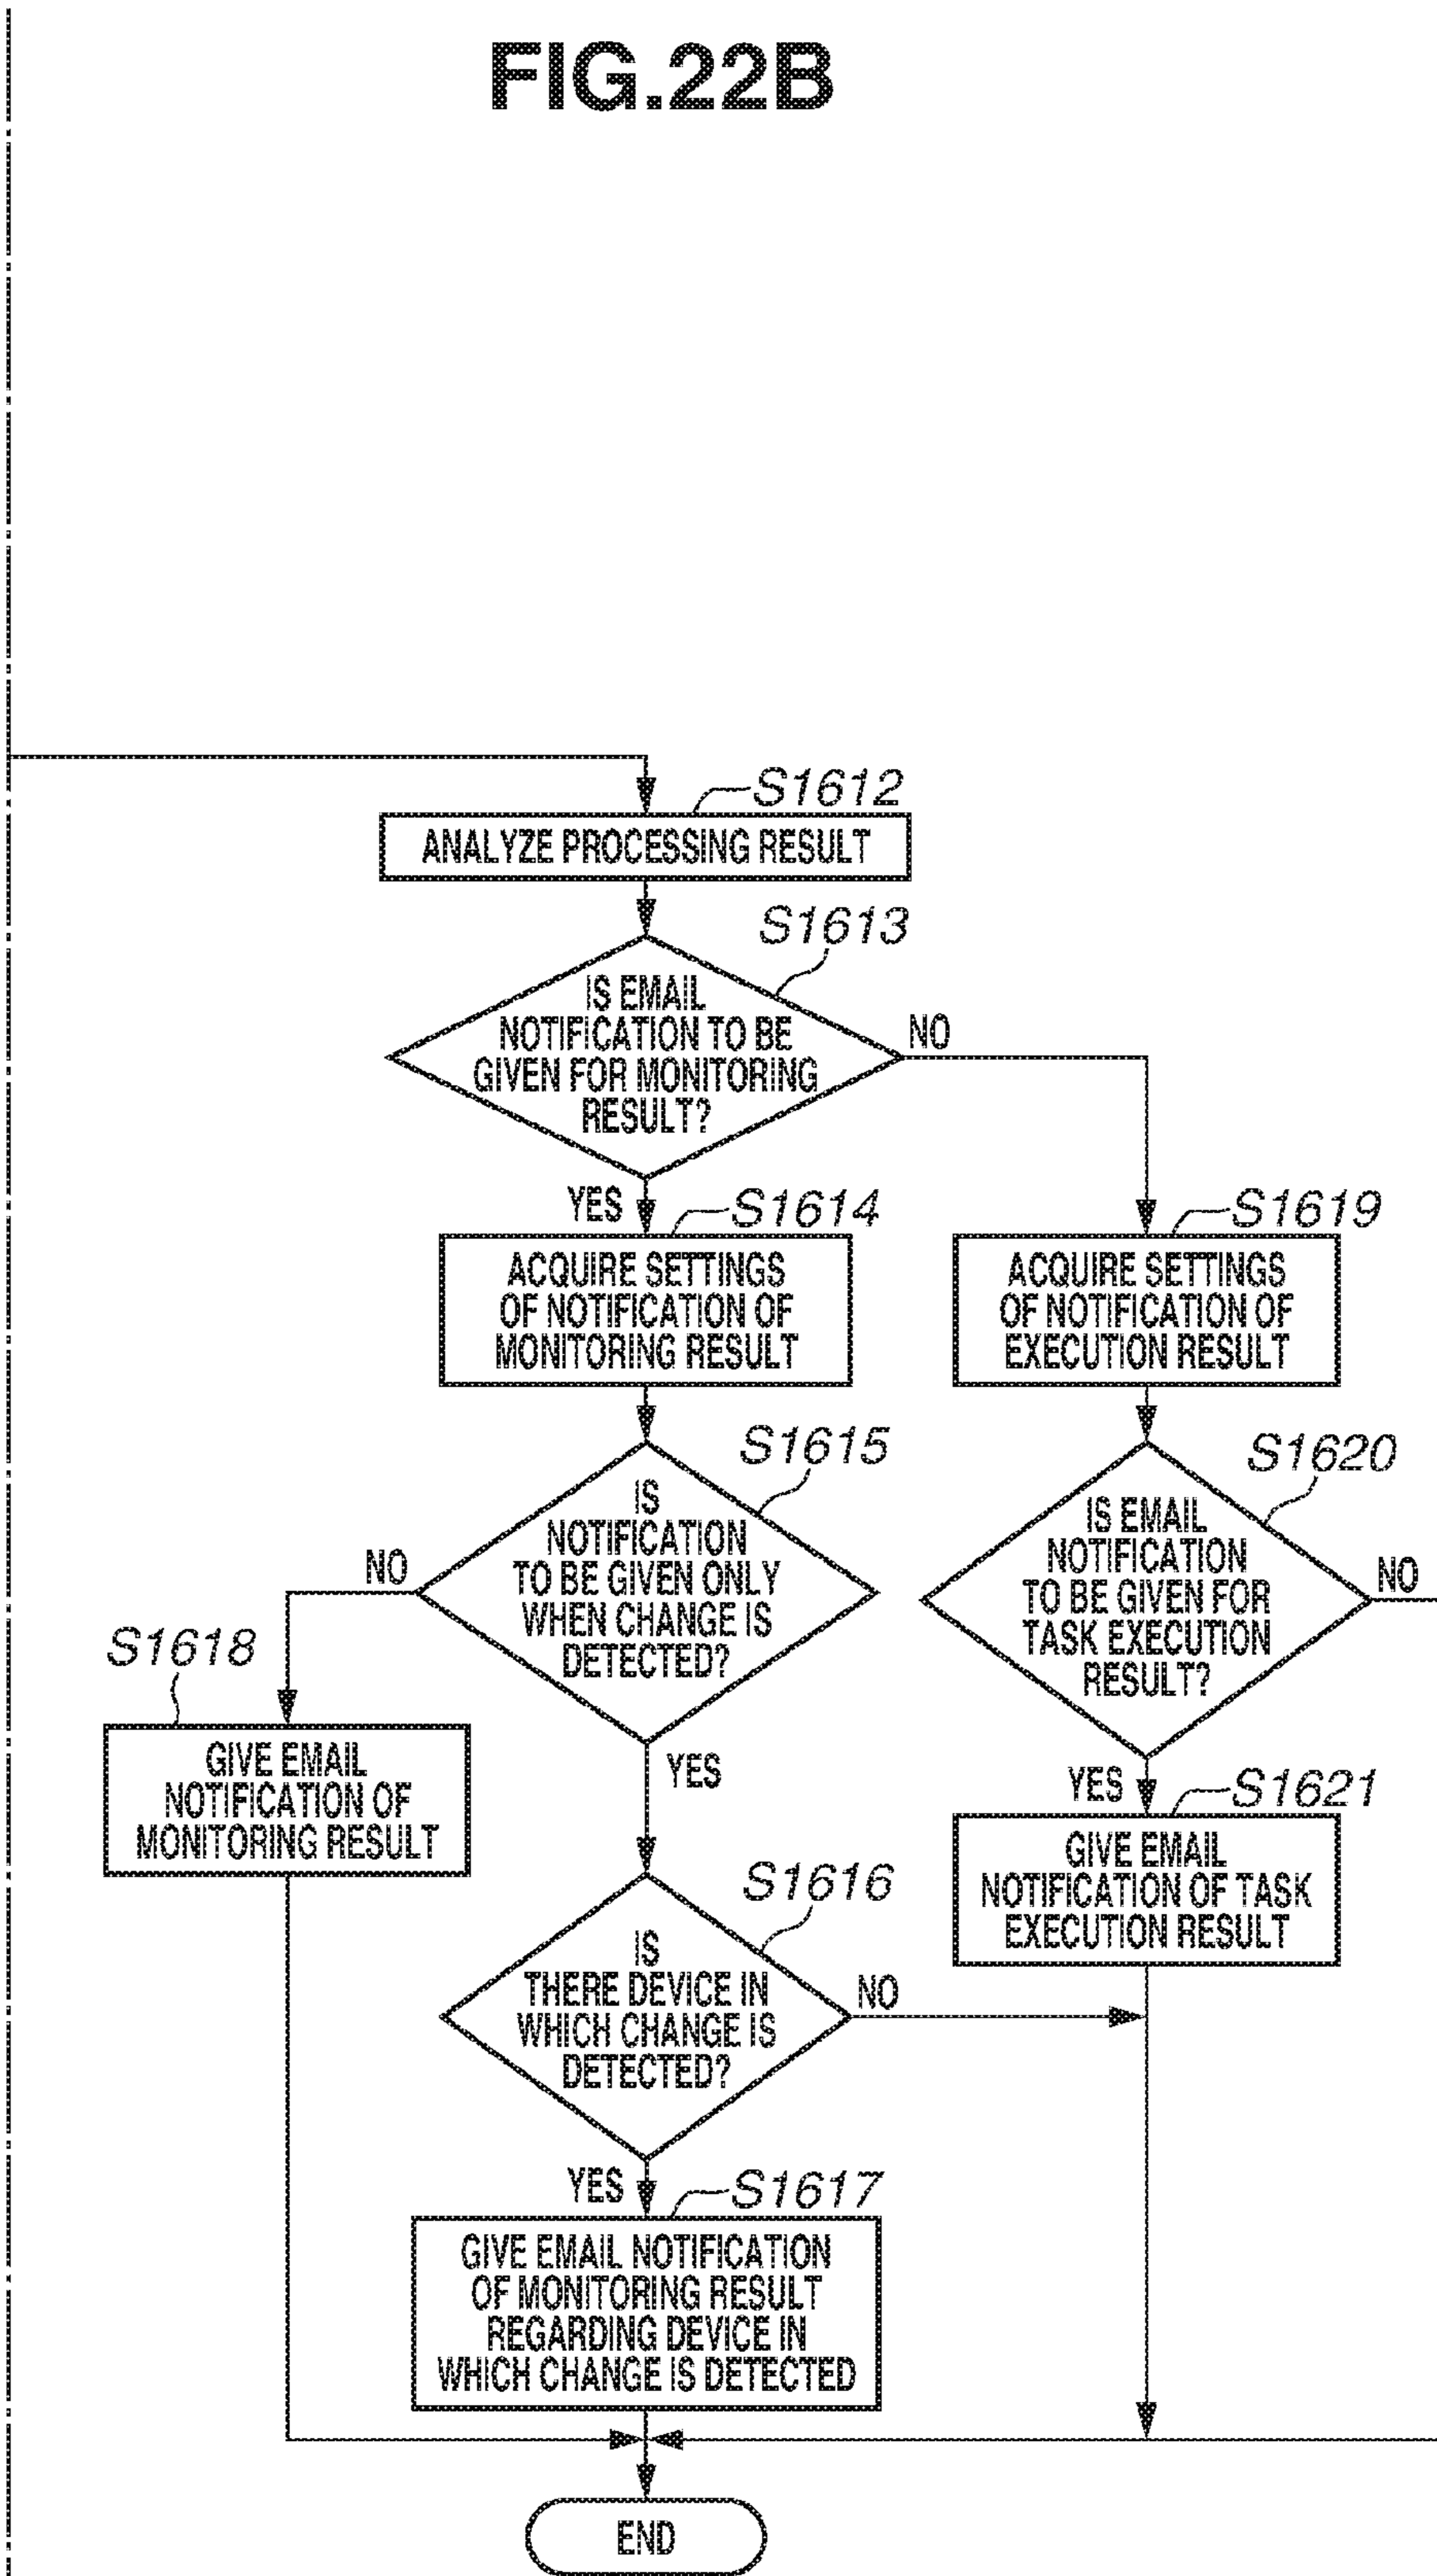 FIG.22B
S1612
ANALYZE PROCESSING RESULT
S1613
IS EMAIL
NOTIFICATION TO BE
GIVEN FOR MONITORING
RESULT?
NO
YES
S1614
ACQUIRE SETTINGS
OF NOTIFICATION OF
MONITORING RESULT
S1619
ACQUIRE SETTINGS
OF NOTIFICATION OF
EXECUTION RESULT
S1615
IS
NOTIFICATION
TO BE GIVEN ONLY
WHEN CHANGE IS
DETECTED?
NO
YES
S1620
IS EMAIL
NOTIFICATION
TO BE GIVEN FOR
TASK EXECUTION
RESULT?
NO
YES
S1618
GIVE EMAIL
NOTIFICATION OF
MONITORING RESULT
S1621
GIVE EMAIL
NOTIFICATION OF TASK
EXECUTION RESULT
S1616
IS
THERE DEVICE IN
WHICH CHANGE IS
DETECTED?
NO
YES
S1617
GIVE EMAIL NOTIFICATION
OF MONITORING RESULT
REGARDING DEVICE IN
WHICH CHANGE IS DETECTED
END